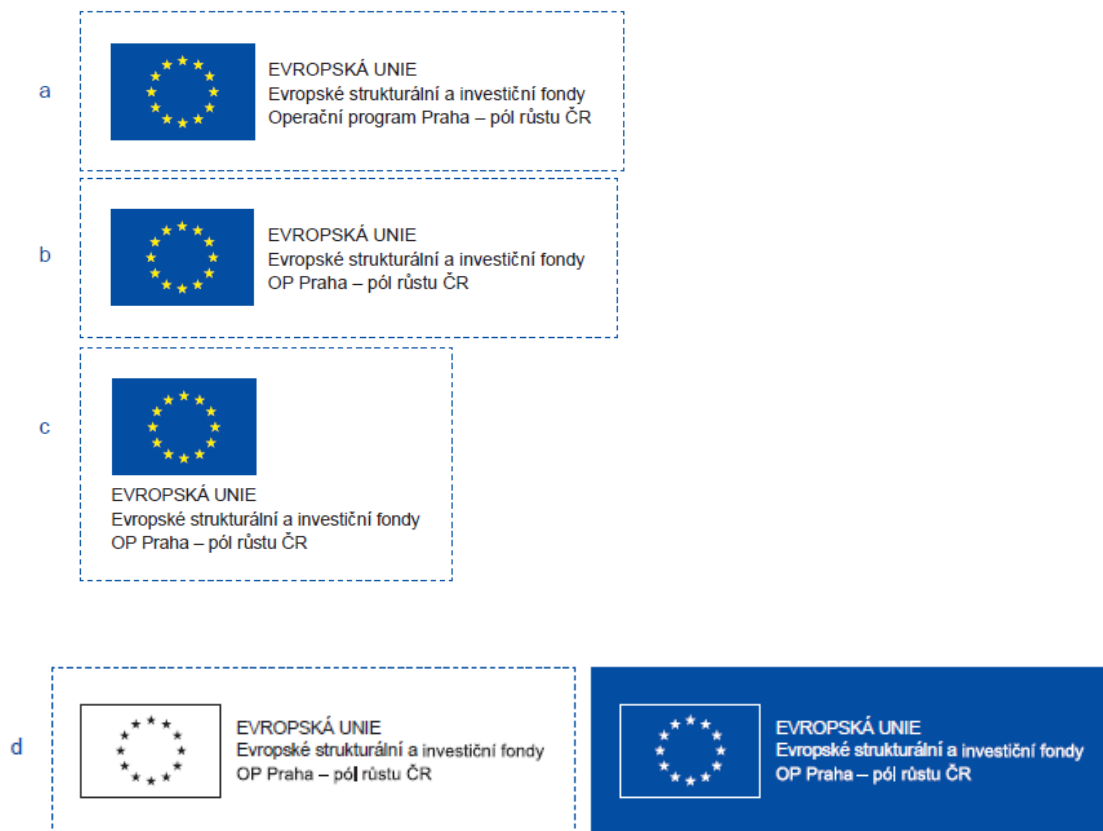 a
EVROPSKÁ UNIE
Evropské strukturální a investiční fondy
Operační program Praha – pól růstu ČR
b
EVROPSKÁ UNIE
Evropské strukturální a investiční fondy
OP Praha – pól růstu ČR
c
EVROPSKÁ UNIE
Evropské strukturální a investiční fondy
OP Praha – pól růstu ČR
d
EVROPSKÁ UNIE
Evropské strukturální a investiční fondy
OP Praha – pól růstu ČR
EVROPSKÁ UNIE
Evropské strukturální a investiční fondy
OP Praha – pól růstu ČR